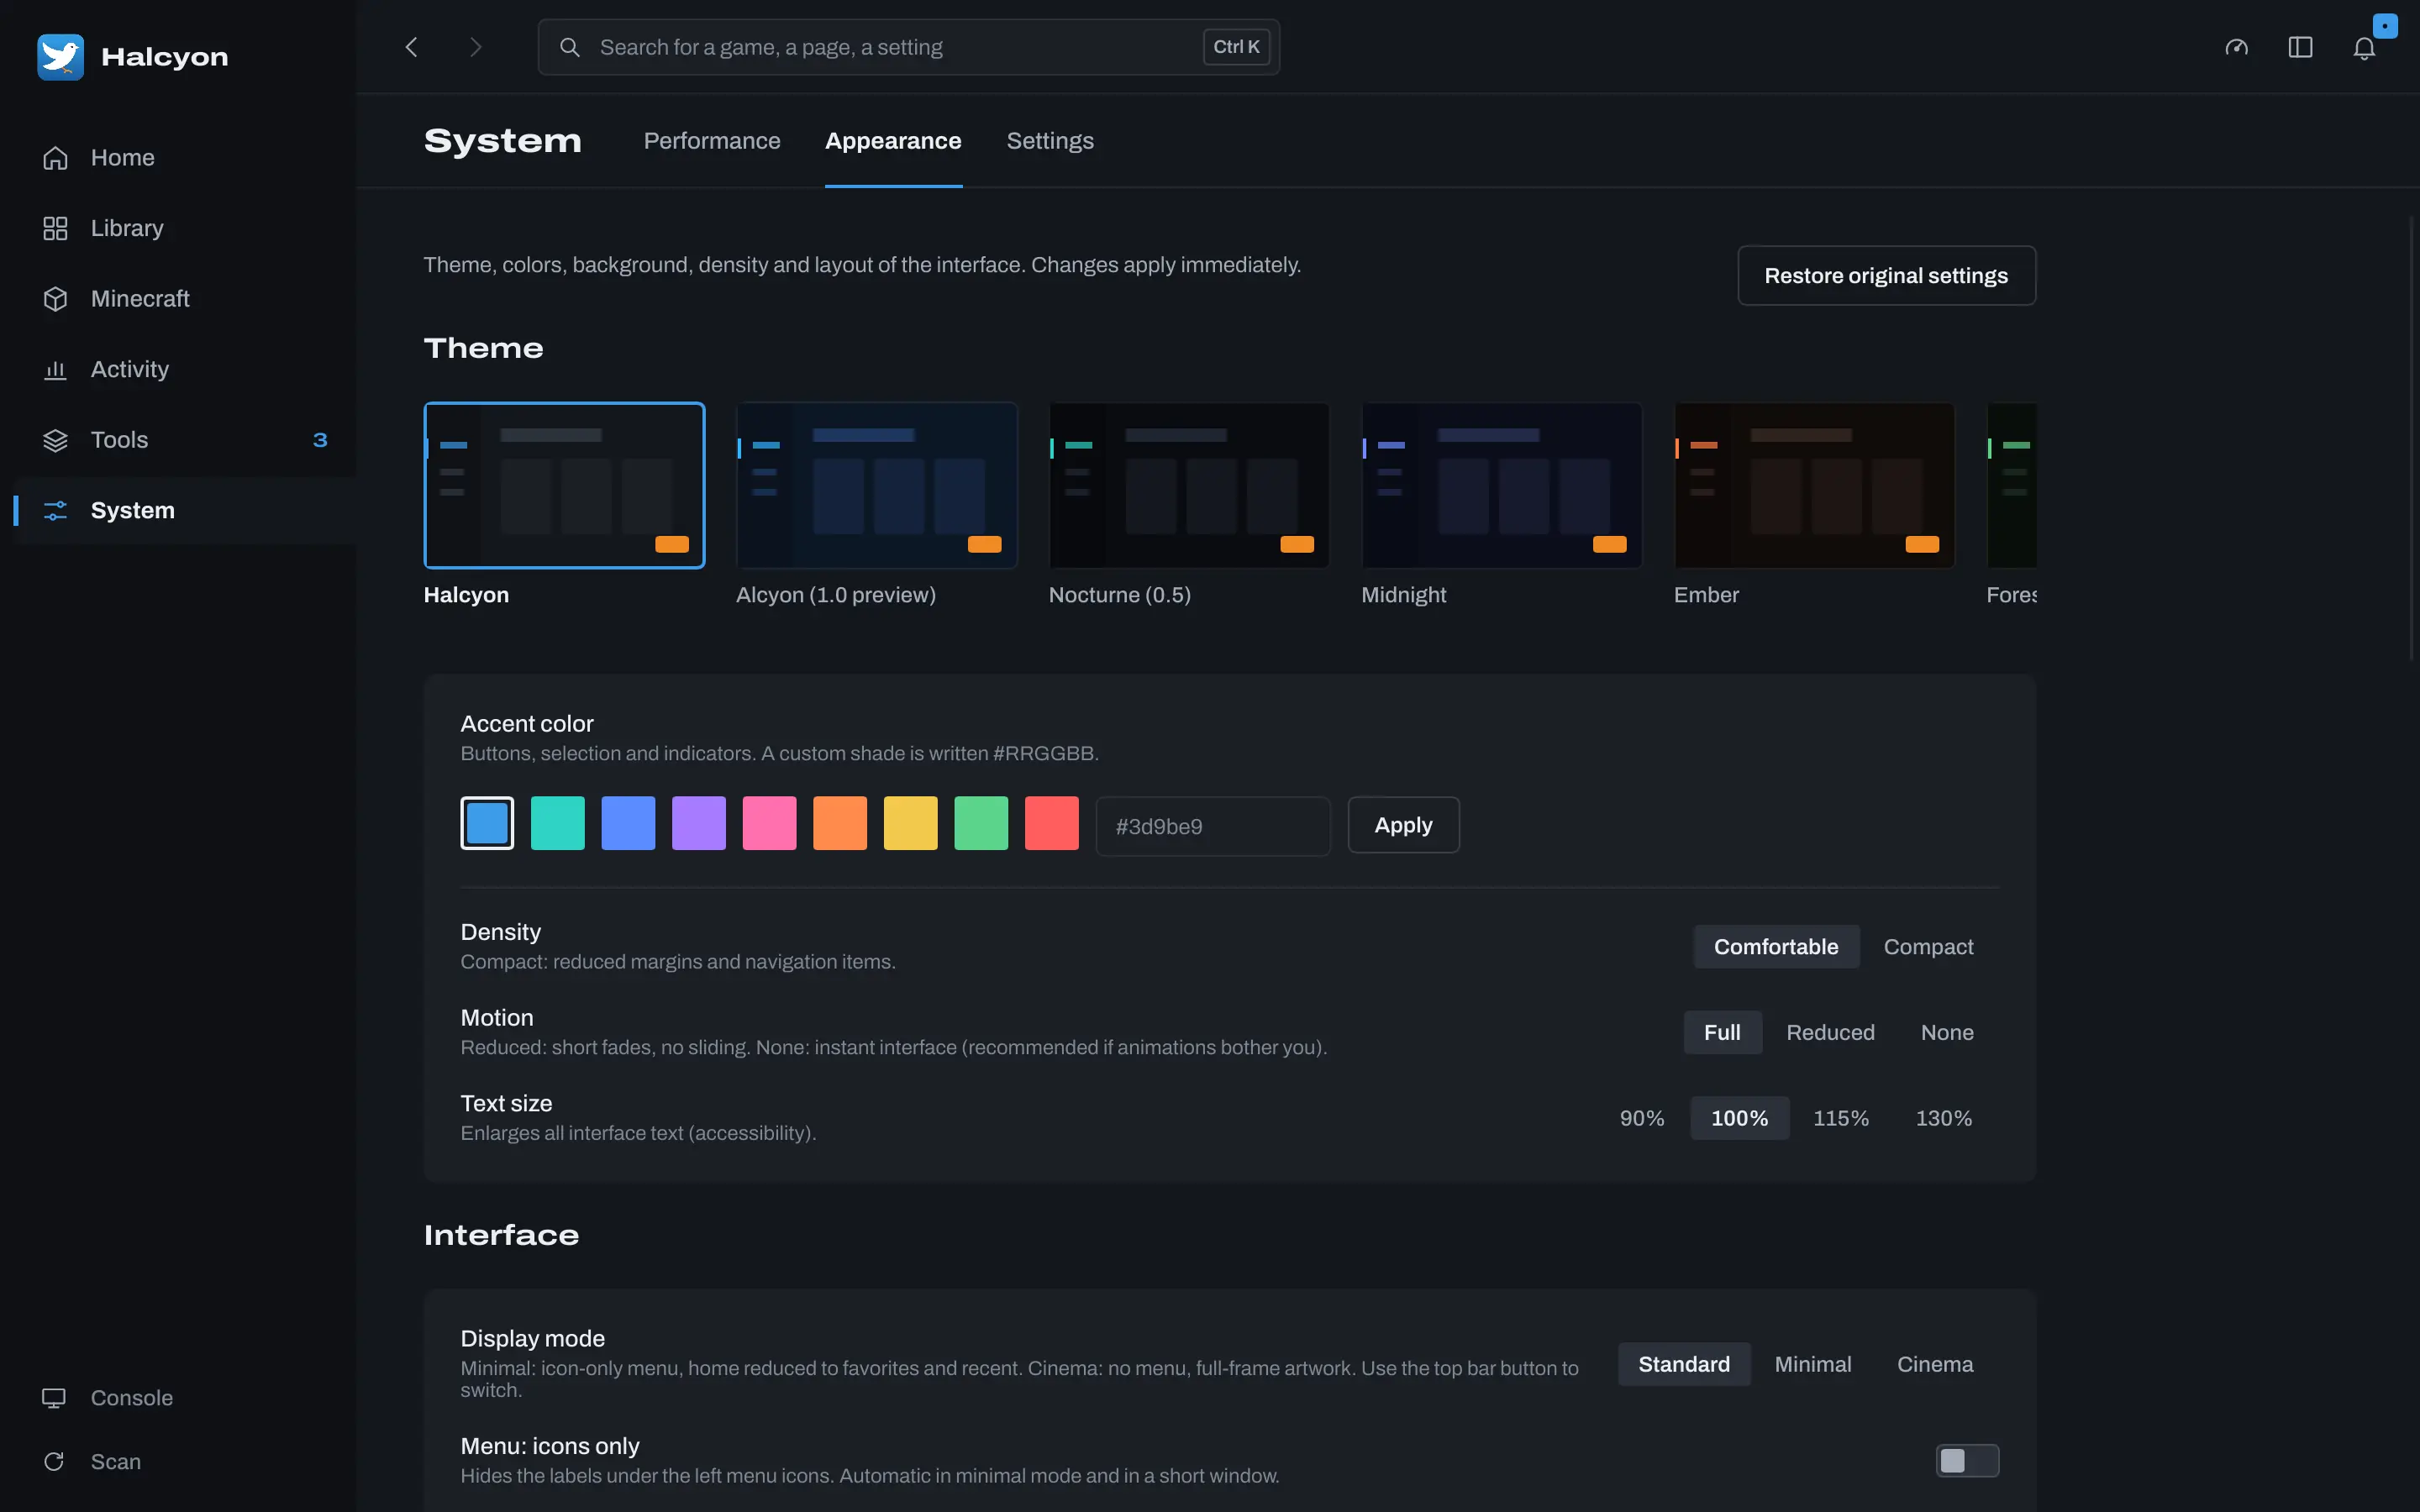 Halcyon
Search for a game, a page, a setting
Ctrl K
Home
Library
Minecraft
Activity
Tools
3
System
Console
Scan
System
Performance
Appearance
Settings
Theme, colors, background, density and layout of the interface. Changes apply immediately.
Restore original settings
Theme
Halcyon
Alcyon (1.0 preview)
Nocturne (0.5)
Midnight
Ember
Fores
Accent color
Buttons, selection and indicators. A custom shade is written #RRGGBB.
#3d9be9
Apply
Density
Compact: reduced margins and navigation items.
Comfortable
Compact
Motion
Reduced: short fades, no sliding. None: instant interface (recommended if animations bother you).
Full
Reduced
None
Text size
Enlarges all interface text (accessibility).
90%
100%
115%
130%
Interface
Display mode
Minimal: icon-only menu, home reduced to favorites and recent. Cinema: no menu, full-frame artwork. Use the top bar button to
switch.
Standard
Minimal
Cinema
Menu: icons only
Hides the labels under the left menu icons. Automatic in minimal mode and in a short window.